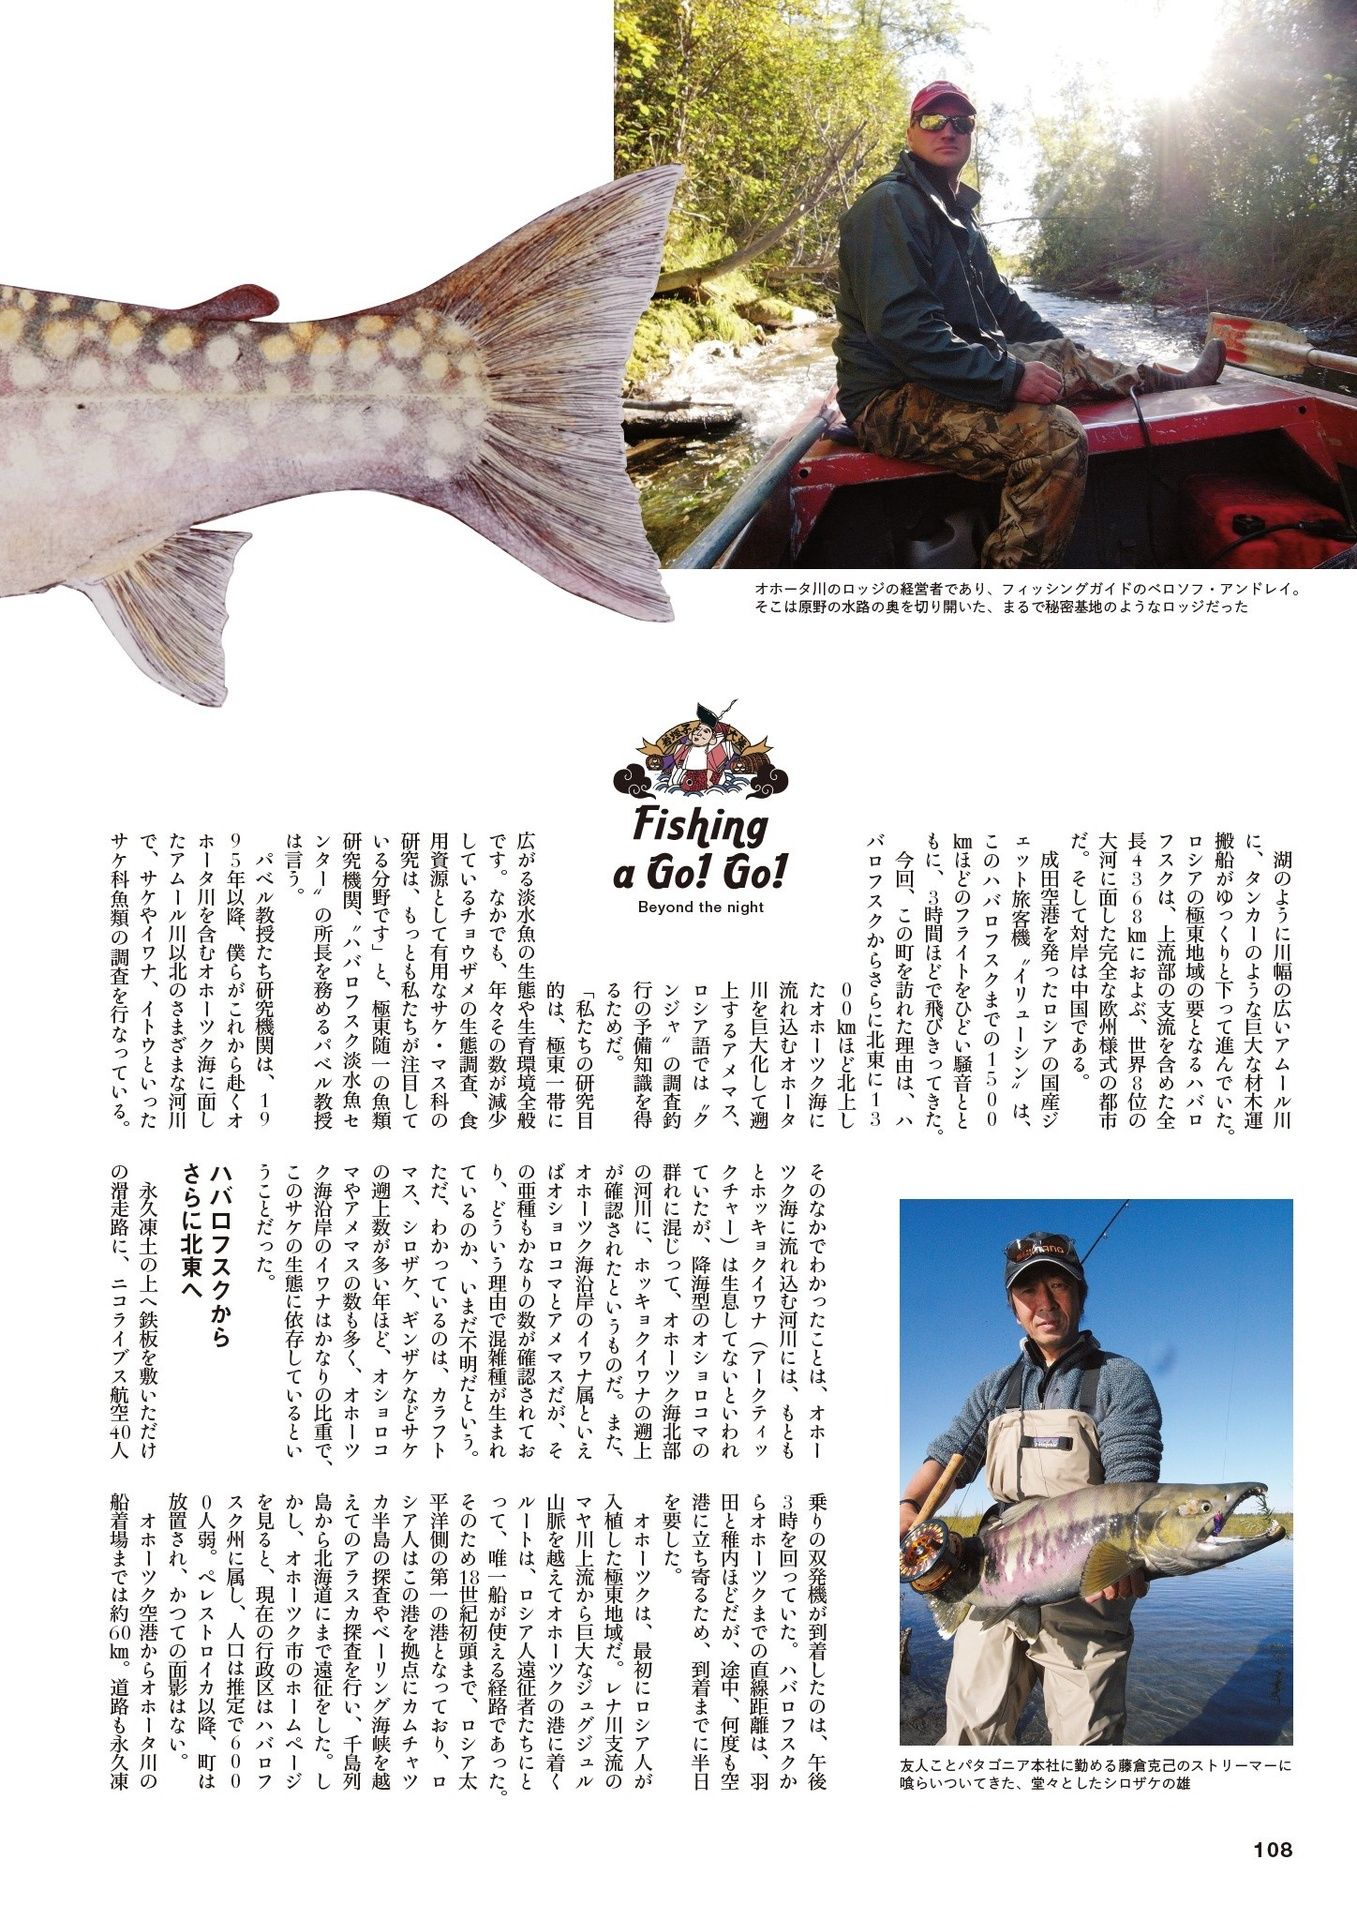 オホータ川のロッジの経営者であり、フィッシングガイドのベロソフ・アンドレイ。
そこは原野の水路の奥を切り開いた、まるで秘密基地のようなロッジだった
Fishing
a Go! Go!
Beyond the night
湖のように川幅の広いアムール川
に、タンカーのような巨大な材木運
搬船がゆっくりと下って進んでいた。
ロシアの極東地域の要となるハバロ
フスクは、上流部の支流を含めた全
長4368㎞におよぶ、世界8位の
大河に面した完全な欧州様式の都市
だ。そして対岸は中国である。
成田空港を発ったロシアの国産ジ
ェット旅客機〝イリューシン〟は、
このハバロフスクまでの1500
㎞ほどのフライトをひどい騒音とと
もに、3時間ほどで飛びきってきた。
今回、この町を訪れた理由は、ハ
バロフスクからさらに北東に13
00㎞ほど北上し
たオホーツク海に
流れ込むオホータ
川を巨大化して遡
上するアメマス、
ロシア語では〝ク
ンジャ〟の調査釣
行の予備知識を得
るためだ。
「私たちの研究目
的は、極東一帯に
広がる淡水魚の生態や生育環境全般
です。なかでも、年々その数が減少
しているチョウザメの生態調査、食
用資源として有用なサケ・マス科の
研究は、もっとも私たちが注目して
いる分野です」と、極東随一の魚類
研究機関、〝ハバロフスク淡水魚セ
ンター〟の所長を務めるパベル教授
は言う。
パベル教授たち研究機関は、19
95年以降、僕らがこれから赴くオ
ホータ川を含むオホーツク海に面し
たアムール川以北のさまざまな河川
で、サケやイワナ、イトウといった
サケ科魚類の調査を行なっている。
そのなかでわかったことは、オホー
ツク海に流れ込む河川には、もとも
とホッキョクイワナ(アークティッ
クチャー)は生息してないといわれ
ていたが、降海型のオショロコマの
群れに混じって、オホーツク海北部
の河川に、ホッキョクイワナの遡上
が確認されたというものだ。また、
オホーツク海沿岸のイワナ属といえ
ばオショロコマとアメマスだが、そ
の亜種もかなりの数が確認されてお
り、どういう理由で混雑種が生まれ
ているのか、いまだ不明だという。
ただ、わかっているのは、カラフト
マス、シロザケ、ギンザケなどサケ
の遡上数が多い年ほど、オショロコ
マやアメマスの数も多く、オホーツ
ク海沿岸のイワナはかなりの比重で、
このサケの生態に依存しているとい
うことだった。
ハバロフスクから
さらに北東へ
永久凍土の上へ鉄板を敷いただけ
の滑走路に、ニコライブス航空40人
乗りの双発機が到着したのは、午後
3時を回っていた。ハバロフスクか
らオホーツクまでの直線距離は、羽
田と稚内ほどだが、途中、何度も空
港に立ち寄るため、到着までに半日
を要した。
オホーツクは、最初にロシア人が
入植した極東地域だ。レナ川支流の
マヤ川上流から巨大なジュグジュル
山脈を越えてオホーツクの港に着く
ルートは、ロシア人遠征者たちにと
って、唯一船が使える経路であった。
そのため18世紀初頭まで、ロシア太
平洋側の第一の港となっており、ロ
シア人はこの港を拠点にカムチャツ
カ半島の探査やベーリング海峡を越
えてのアラスカ探査を行い、千島列
島から北海道にまで遠征をした。し
かし、オホーツク市のホームページ
を見ると、現在の行政区はハバロフ
スク州に属し、人口は推定で600
0人弱。ペレストロイカ以降、町は
放置され、かつての面影はない。
オホーツク空港からオホータ川の
船着場までは約60㎞。道路も永久凍
友人ことパタゴニア本社に勤める藤倉克己のストリーマーに
喰らいついてきた、堂々としたシロザケの雄
108